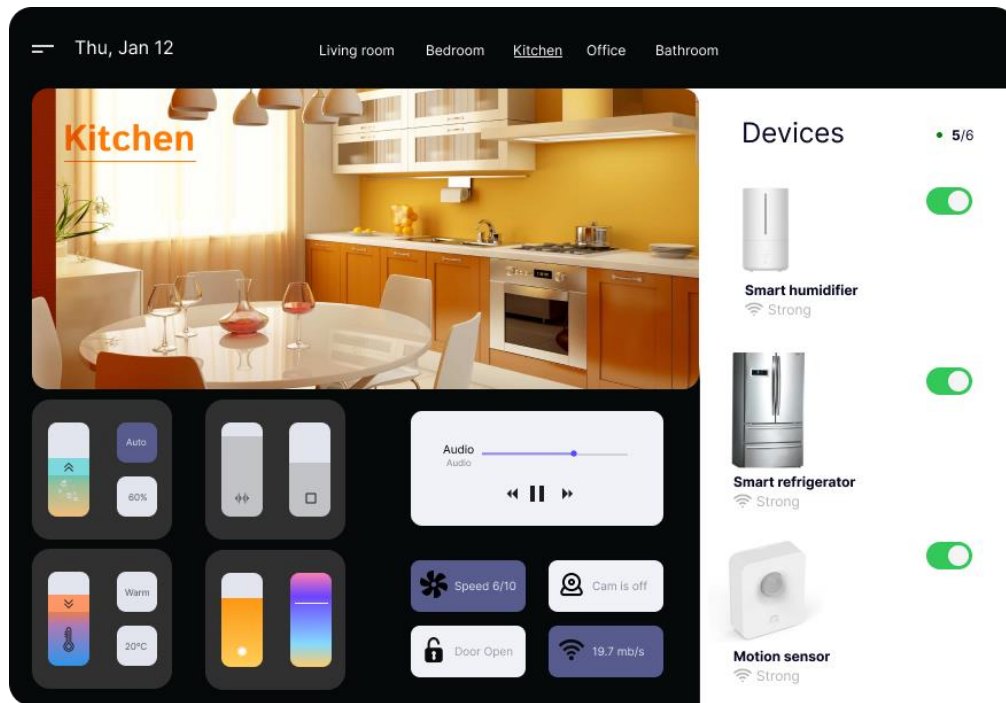 Thu, Jan 12
Living room
Bedroom
Kitchen
Office
Bathroom
Kitchen
Devices
5/6
Smart humidifier
Strong
Smart refrigerator
Strong
Motion sensor
Strong
Auto
60%
Audio
Audio
Warm
20°C
Speed 6/10
Cam is off
Door Open
19.7 mb/s